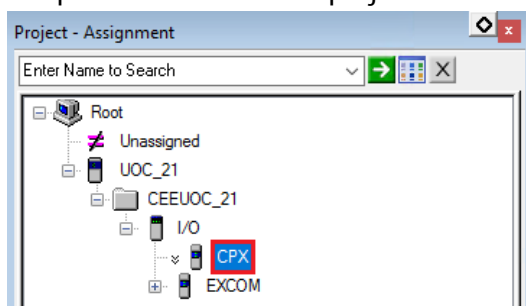 Project - Assignment
Enter Name to Search
Root
Unassigned
UOC_21
CEEUOC_21
I/O
CPX
EXCOM